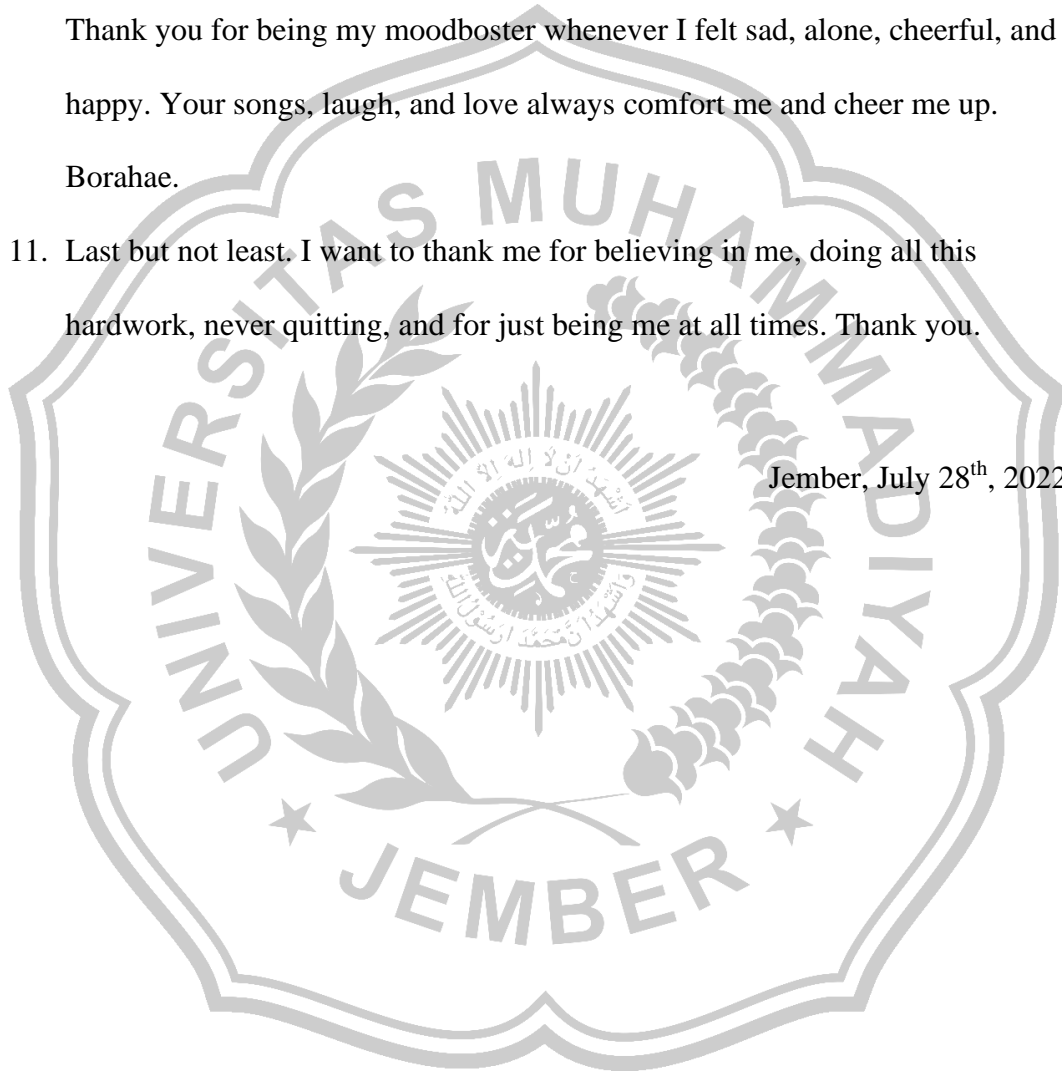 Thank you for being my moodboster whenever I felt sad, alone, cheerful, and
happy. Your songs, laugh, and love always comfort me and cheer me up.
Borahae.
11. Last but not least. I want to thank me for believing in me, doing all this
hardwork, never quitting, and for just being me at all times. Thank you.
Jember, July 28th, 2022
UNIVERSITAS MUHAMMADIYAH
JEMBER